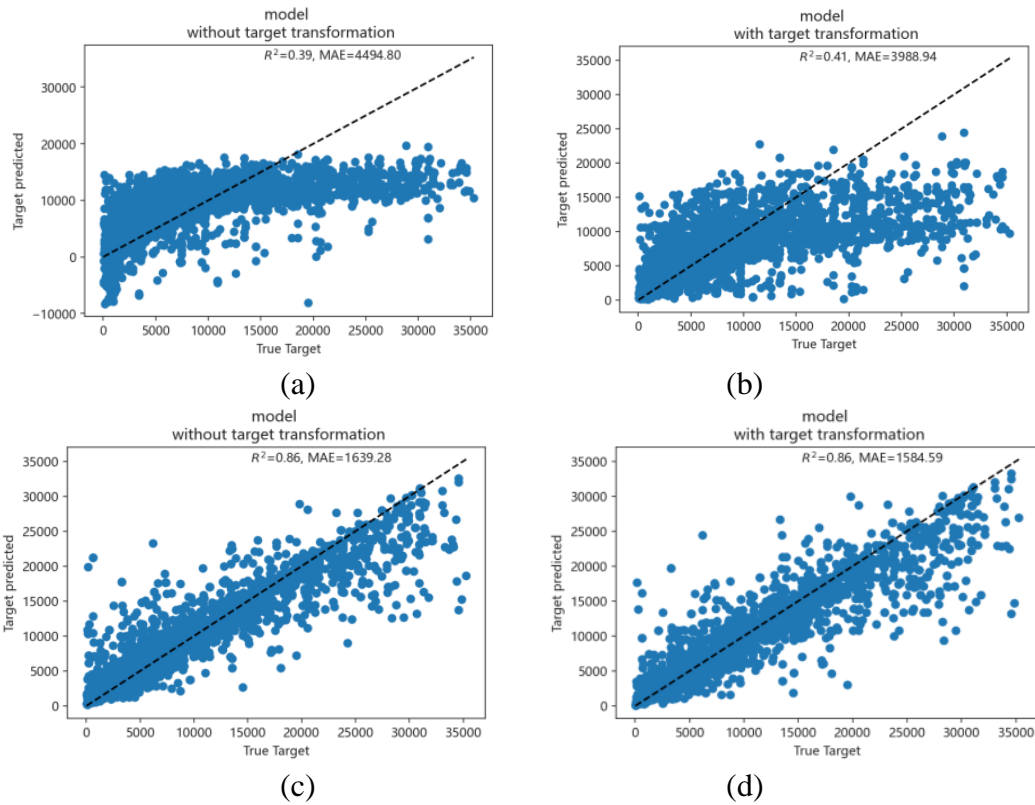 model
without target transformation
R²=0.39, MAE=4494.80
30000
20000
10000
0
−10000
Target predicted
0 5000 10000 15000 20000 25000 30000 35000
True Target
(a)
model
with target transformation
R²=0.41, MAE=3988.94
35000
30000
25000
20000
15000
10000
5000
0
Target predicted
0 5000 10000 15000 20000 25000 30000 35000
True Target
(b)
model
without target transformation
R²=0.86, MAE=1639.28
35000
30000
25000
20000
15000
10000
5000
0
Target predicted
0 5000 10000 15000 20000 25000 30000 35000
True Target
(c)
model
with target transformation
R²=0.86, MAE=1584.59
35000
30000
25000
20000
15000
10000
5000
0
Target predicted
0 5000 10000 15000 20000 25000 30000 35000
True Target
(d)